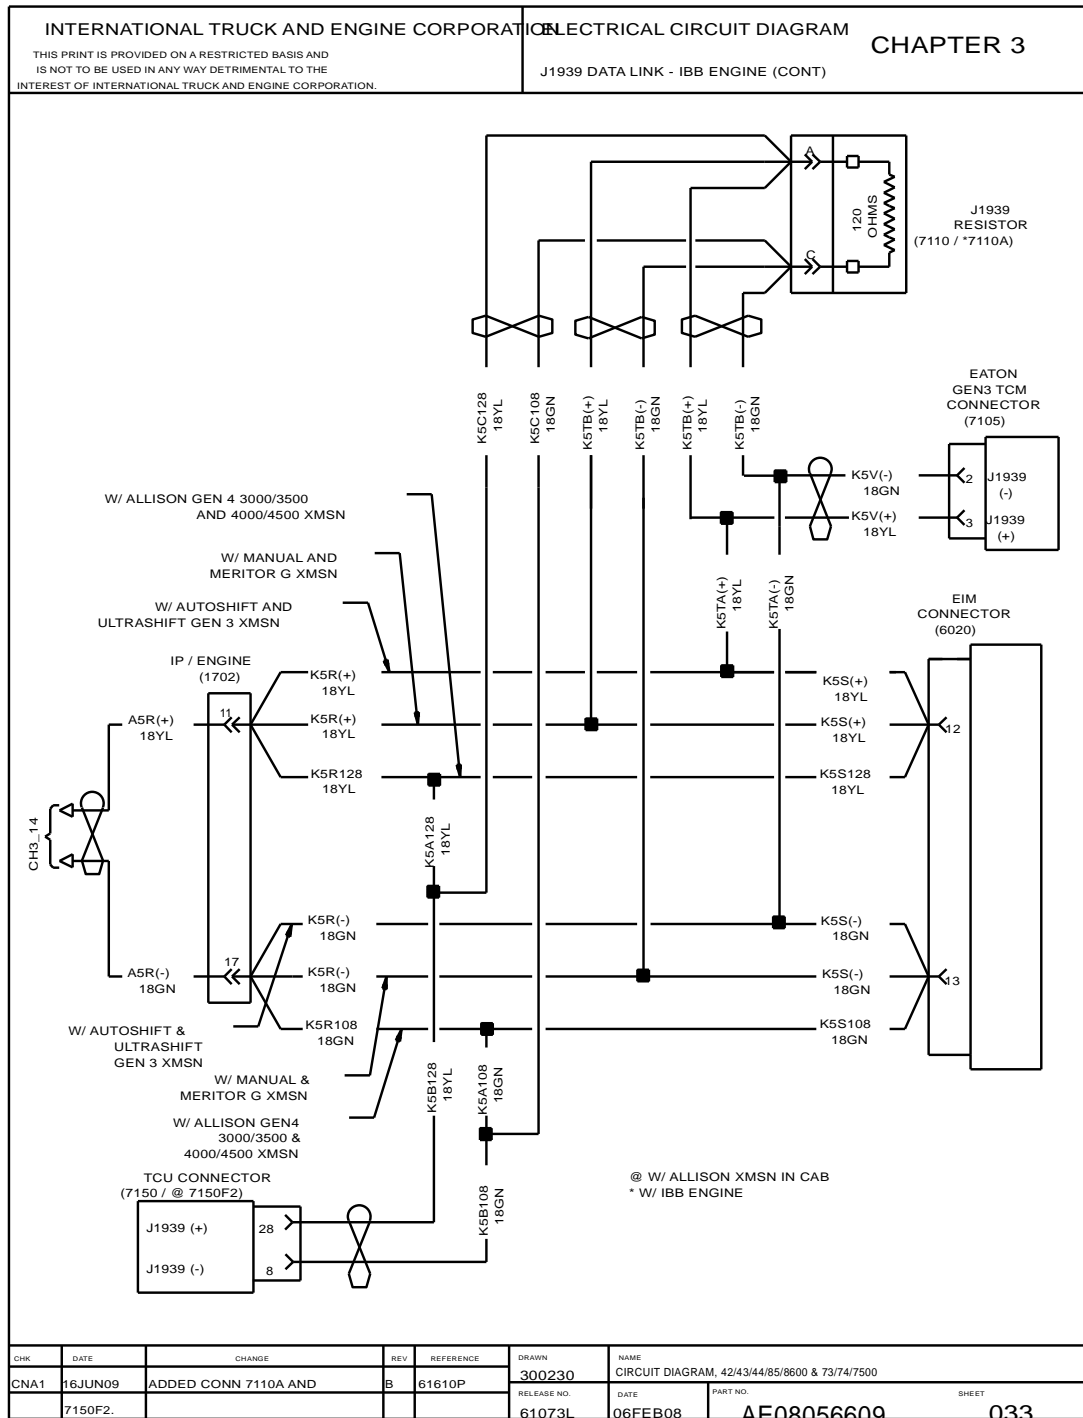 INTERNATIONAL TRUCK AND ENGINE CORPORATION
THIS PRINT IS PROVIDED ON A RESTRICTED BASIS AND
IS NOT TO BE USED IN ANY WAY DETRIMENTAL TO THE
INTEREST OF INTERNATIONAL TRUCK AND ENGINE CORPORATION.
ELECTRICAL CIRCUIT DIAGRAM
J1939 DATA LINK - IBB ENGINE (CONT)
CHAPTER 3
A
C
120
OHMS
J1939
RESISTOR
(7110 / *7110A)
K5C128
18YL
K5C108
18GN
K5TB(+)
18YL
K5TB(-)
18GN
K5TB(+)
18YL
K5TB(-)
18GN
EATON
GEN3 TCM
CONNECTOR
(7105)
K5V(-)
18GN
2
J1939
(-)
K5V(+)
18YL
3
J1939
(+)
W/ ALLISON GEN 4 3000/3500
AND 4000/4500 XMSN
W/ MANUAL AND
MERITOR G XMSN
W/ AUTOSHIFT AND
ULTRASHIFT GEN 3 XMSN
K5TA(+)
18YL
K5TA(-)
18GN
EIM
CONNECTOR
(6020)
IP / ENGINE
(1702)
K5R(+)
18YL
K5S(+)
18YL
A5R(+)
18YL
11
K5R(+)
18YL
K5S(+)
18YL
12
K5R128
18YL
K5S128
18YL
CH3_14
K5A128
18YL
K5R(-)
18GN
K5S(-)
18GN
A5R(-)
18GN
17
K5R(-)
18GN
K5S(-)
18GN
13
K5R108
18GN
K5S108
18GN
W/ AUTOSHIFT &
ULTRASHIFT
GEN 3 XMSN
W/ MANUAL &
MERITOR G XMSN
W/ ALLISON GEN4
3000/3500 &
4000/4500 XMSN
K5B128
18YL
K5A108
18GN
K5B108
18GN
TCU CONNECTOR
(7150 / @ 7150F2)
J1939 (+)
28
J1939 (-)
8
@ W/ ALLISON XMSN IN CAB
* W/ IBB ENGINE
CHK DATE CHANGE REV REFERENCE
CNA1 16JUN09 ADDED CONN 7110A AND B 61610P
7150F2.
DRAWN
300230
NAME
CIRCUIT DIAGRAM, 42/43/44/85/8600 & 73/74/7500
RELEASE NO.
61073L
DATE
06FEB08
PART NO.
AE08056609
SHEET
033